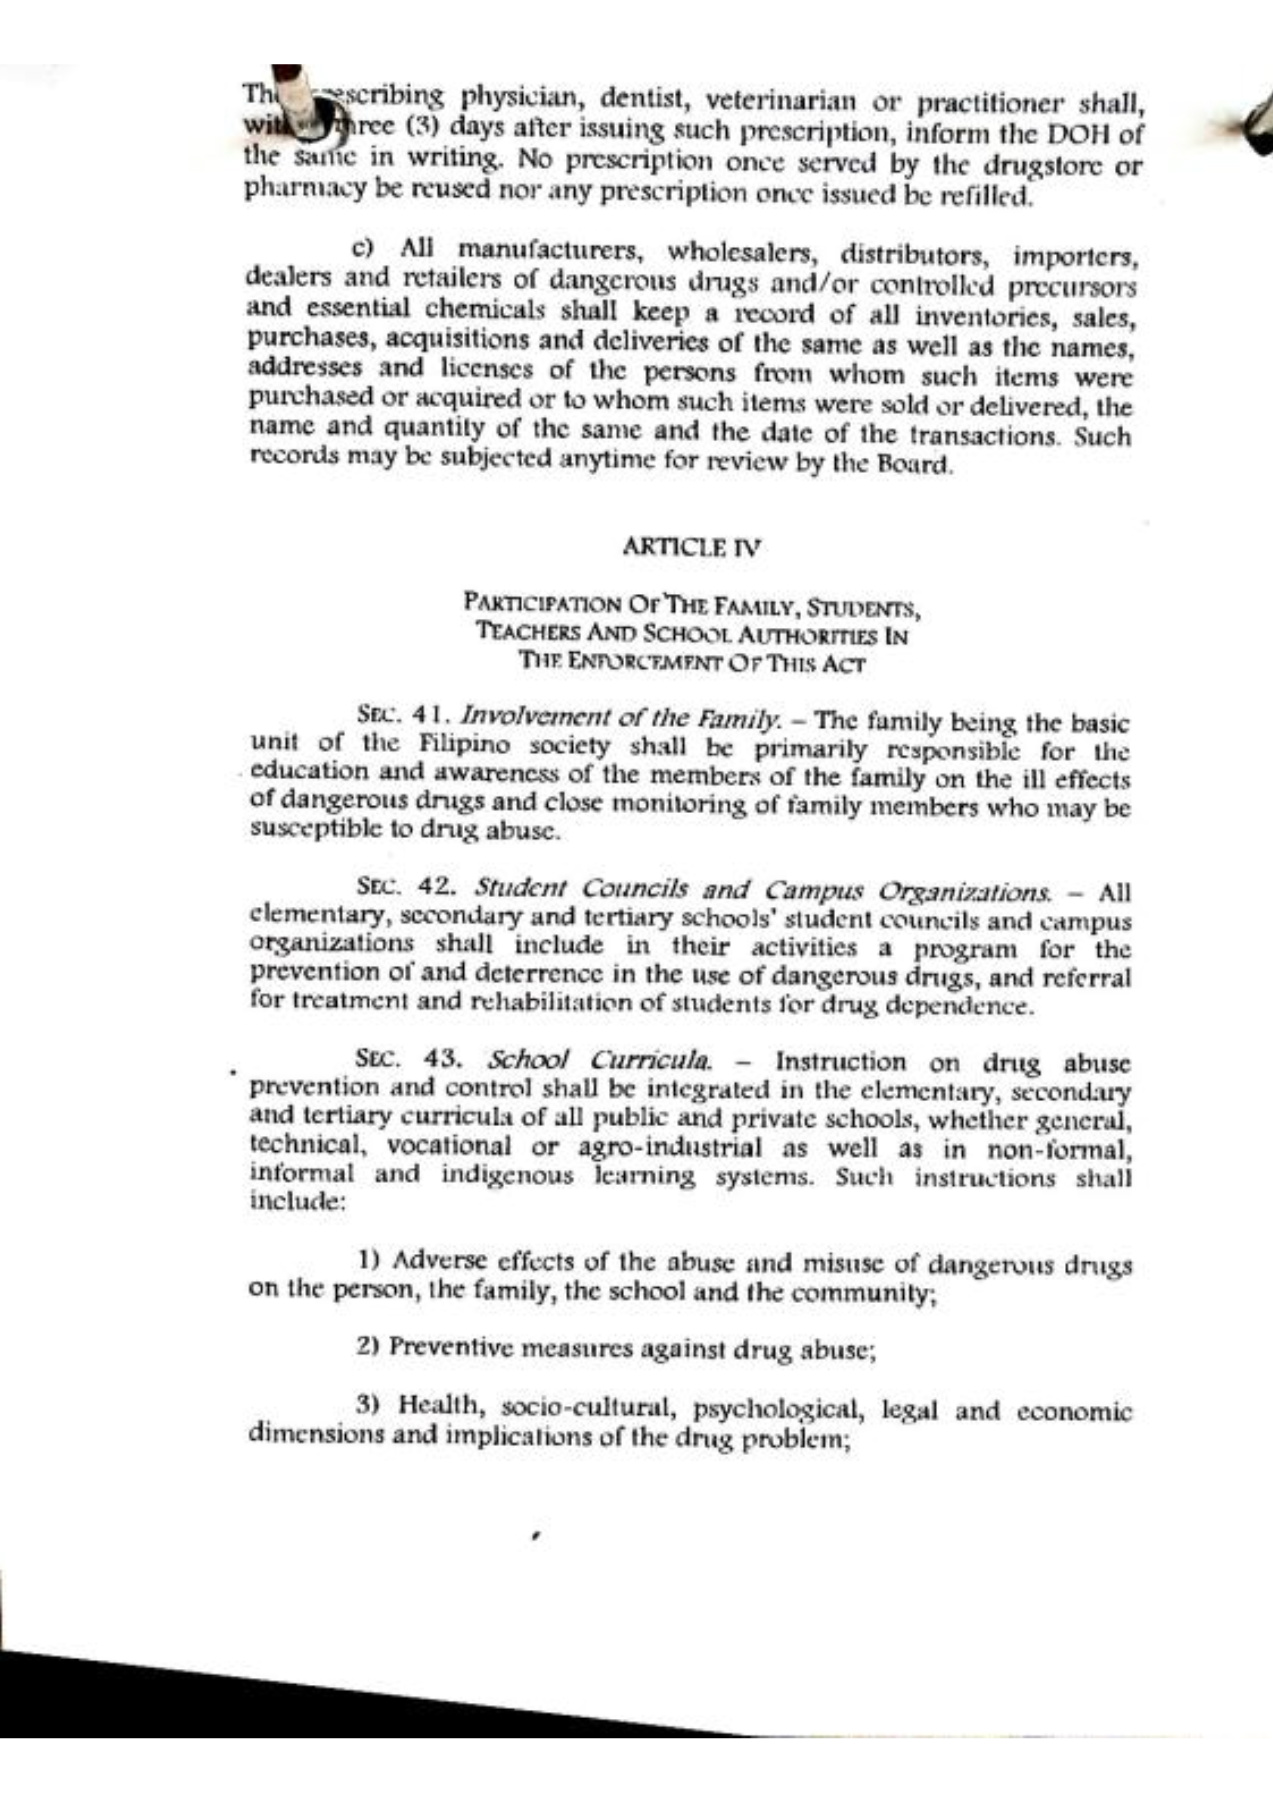 The prescribing physician, dentist, veterinarian or practitioner shall,
within three (3) days after issuing such prescription, inform the DOH of
the same in writing. No prescription once served by the drugstore or
pharmacy be reused nor any prescription once issued be refilled.
c) All manufacturers, wholesalers, distributors, importers,
dealers and retailers of dangerous drugs and/or controlled precursors
and essential chemicals shall keep a record of all inventories, sales,
purchases, acquisitions and deliveries of the same as well as the names,
addresses and licenses of the persons from whom such items were
purchased or acquired or to whom such items were sold or delivered, the
name and quantity of the same and the date of the transactions. Such
records may be subjected anytime for review by the Board.
ARTICLE IV
PARTICIPATION OF THE FAMILY, STUDENTS,
TEACHERS AND SCHOOL AUTHORITIES IN
THE ENFORCEMENT OF THIS ACT
SEC. 41. Involvement of the Family. – The family being the basic
unit of the Filipino society shall be primarily responsible for the
education and awareness of the members of the family on the ill effects
of dangerous drugs and close monitoring of family members who may be
susceptible to drug abuse.
SEC. 42. Student Councils and Campus Organizations. – All
elementary, secondary and tertiary schools' student councils and campus
organizations shall include in their activities a program for the
prevention of and deterrence in the use of dangerous drugs, and referral
for treatment and rehabilitation of students for drug dependence.
SEC. 43. School Curricula. – Instruction on drug abuse
prevention and control shall be integrated in the elementary, secondary
and tertiary curricula of all public and private schools, whether general,
technical, vocational or agro-industrial as well as in non-formal,
informal and indigenous learning systems. Such instructions shall
include:
1) Adverse effects of the abuse and misuse of dangerous drugs
on the person, the family, the school and the community;
2) Preventive measures against drug abuse;
3) Health, socio-cultural, psychological, legal and economic
dimensions and implications of the drug problem;